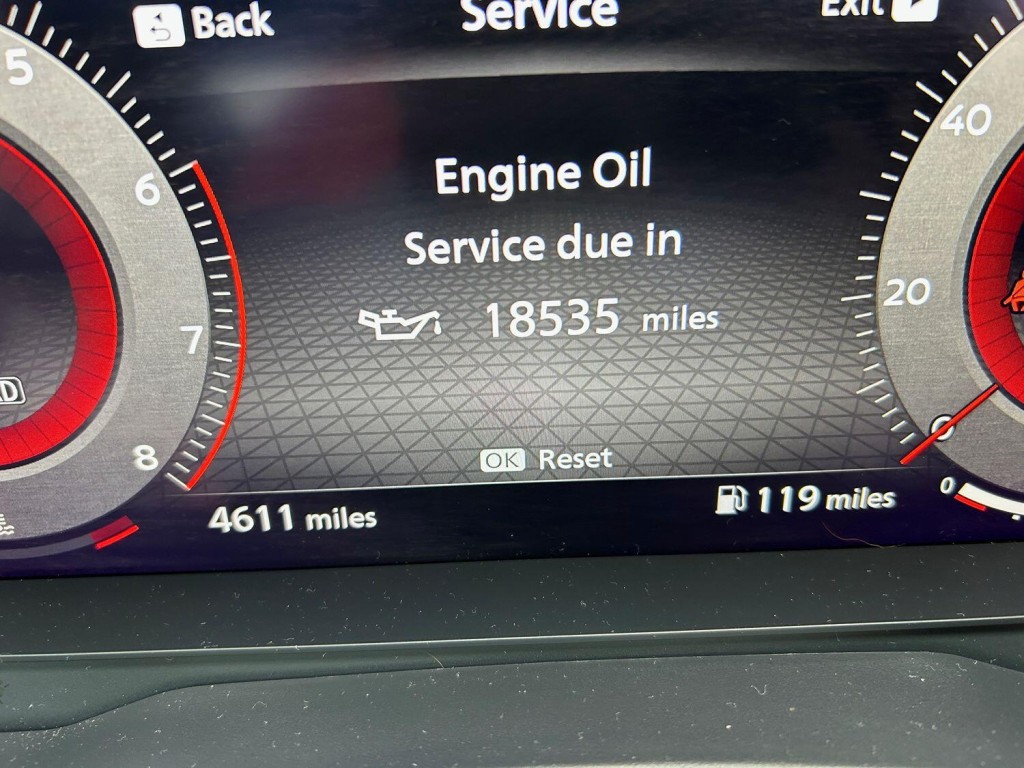 Back
Service
Exit
5
6
7
8
40
20
0
Engine Oil
Service due in
18535 miles
OK Reset
4611 miles
119 miles
0